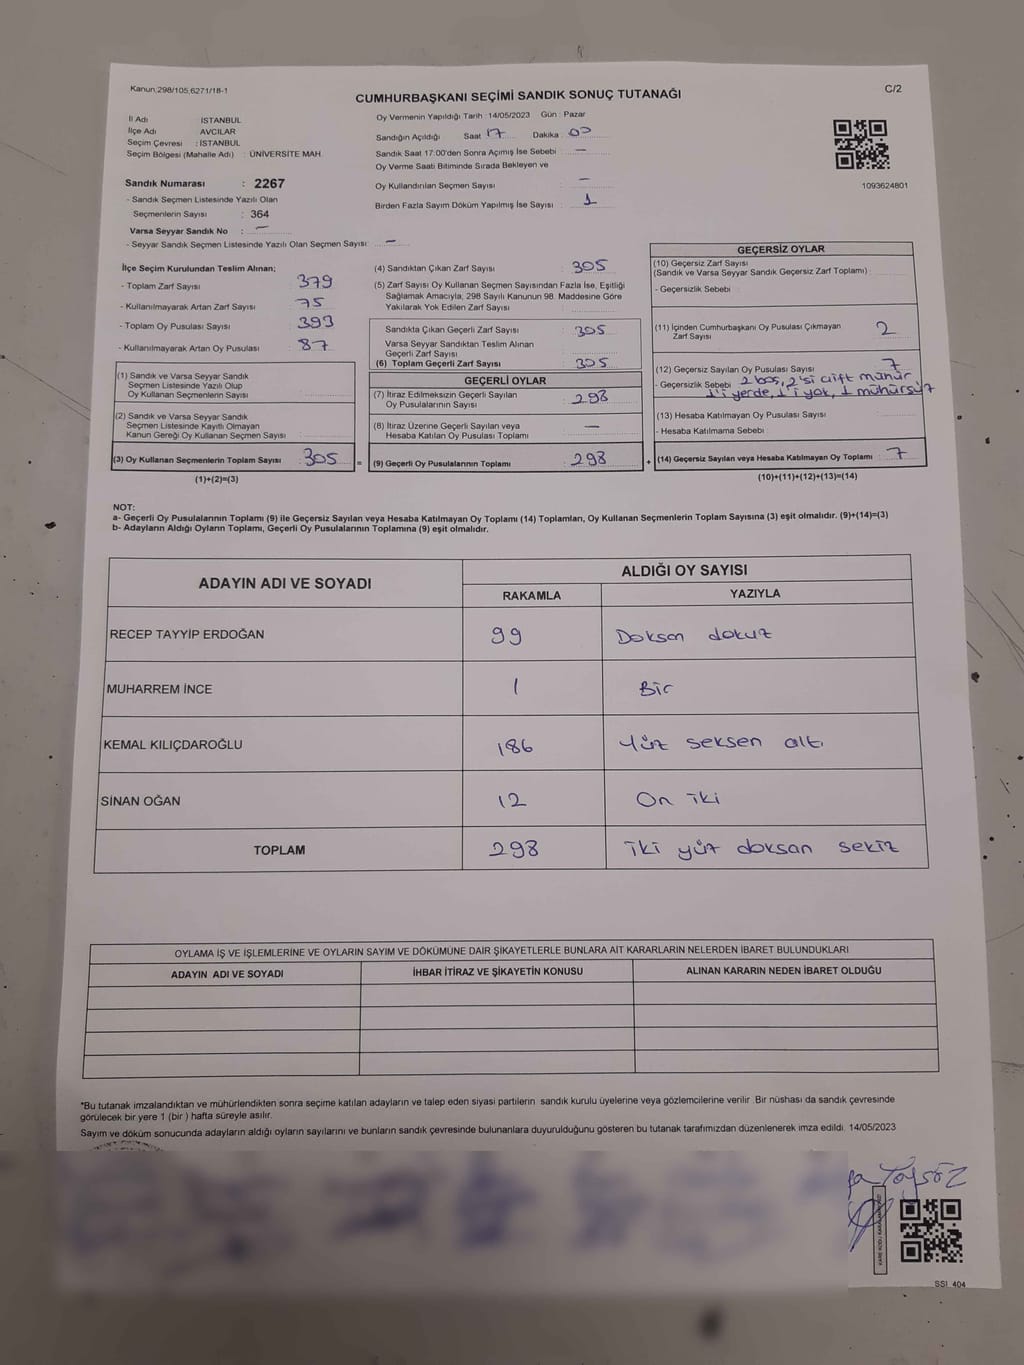 Kanun,298/105,6271/18-1
C/2
CUMHURBAŞKANI SEÇİMİ SANDIK SONUÇ TUTANAĞI
İl Adı İSTANBUL
İlçe Adı AVCILAR
Seçim Çevresi : İSTANBUL
Seçim Bölgesi (Mahalle Adı) : ÜNİVERSİTE MAH.
Sandık Numarası : 2267
- Sandık Seçmen Listesinde Yazılı Olan
Seçmenlerin Sayısı : 364
Varsa Seyyar Sandık No : —
- Seyyar Sandık Seçmen Listesinde Yazılı Olan Seçmen Sayısı: —
Oy Vermenin Yapıldığı Tarih : 14/05/2023 Gün : Pazar
Sandığın Açıldığı Saat 17 Dakika : 00
Sandık Saat 17:00'den Sonra Açımış İse Sebebi : —
Oy Verme Saati Bitiminde Sırada Bekleyen ve
Oy Kullandırılan Seçmen Sayısı —
Birden Fazla Sayım Döküm Yapılmış İse Sayısı : 1
1093624801
İlçe Seçim Kurulundan Teslim Alınan;
- Toplam Zarf Sayısı : 379
- Kullanılmayarak Artan Zarf Sayısı : 75
- Toplam Oy Pusulası Sayısı : 393
- Kullanılmayarak Artan Oy Pusulası : 87
(1) Sandık ve Varsa Seyyar Sandık
Seçmen Listesinde Yazılı Olup
Oy Kullanan Seçmenlerin Sayısı
(2) Sandık ve Varsa Seyyar Sandık
Seçmen Listesinde Kayıtlı Olmayan
Kanun Gereği Oy Kullanan Seçmen Sayısı
(3) Oy Kullanan Seçmenlerin Toplam Sayısı : 305
(1)+(2)=(3)
(4) Sandıktan Çıkan Zarf Sayısı : 305
(5) Zarf Sayısı Oy Kullanan Seçmen Sayısından Fazla İse, Eşitliği
Sağlamak Amacıyla, 298 Sayılı Kanunun 98. Maddesine Göre
Yakılarak Yok Edilen Zarf Sayısı
Sandıkta Çıkan Geçerli Zarf Sayısı : 305
Varsa Seyyar Sandıktan Teslim Alınan
Geçerli Zarf Sayısı
(6) Toplam Geçerli Zarf Sayısı : 305
GEÇERLİ OYLAR
(7) İtiraz Edilmeksizin Geçerli Sayılan
Oy Pusulalarının Sayısı : 298
(8) İtiraz Üzerine Geçerli Sayılan veya
Hesaba Katılan Oy Pusulası Toplamı —
= (9) Geçerli Oy Pusulalarının Toplamı : 298
GEÇERSİZ OYLAR
(10) Geçersiz Zarf Sayısı
(Sandık ve Varsa Seyyar Sandık Geçersiz Zarf Toplamı)
- Geçersizlik Sebebi
(11) İçinden Cumhurbaşkanı Oy Pusulası Çıkmayan
Zarf Sayısı 2
(12) Geçersiz Sayılan Oy Pusulası Sayısı : 7
- Geçersizlik Sebebi 2 boş, 2'si çift mühür
1'i yerde, 1'i yok, 1 mühürsüz
(13) Hesaba Katılmayan Oy Pusulası Sayısı
- Hesaba Katılmama Sebebi
+ (14) Geçersiz Sayılan veya Hesaba Katılmayan Oy Toplamı : 7
(10)+(11)+(12)+(13)=(14)
NOT:
a- Geçerli Oy Pusulalarının Toplamı (9) ile Geçersiz Sayılan veya Hesaba Katılmayan Oy Toplamı (14) Toplamları, Oy Kullanan Seçmenlerin Toplam Sayısına (3) eşit olmalıdır. (9)+(14)=(3)
b- Adayların Aldığı Oyların Toplamı, Geçerli Oy Pusulalarının Toplamına (9) eşit olmalıdır.
ADAYIN ADI VE SOYADI
ALDIĞI OY SAYISI
RAKAMLA YAZIYLA
RECEP TAYYİP ERDOĞAN 99 Doksan dokuz
MUHARREM İNCE 1 Bir
KEMAL KILIÇDAROĞLU 186 Yüz seksen altı
SİNAN OĞAN 12 On iki
TOPLAM 298 iki yüz doksan sekiz
OYLAMA İŞ VE İŞLEMLERİNE VE OYLARIN SAYIM VE DÖKÜMÜNE DAİR ŞİKAYETLERLE BUNLARA AİT KARARLARIN NELERDEN İBARET BULUNDUKLARI
ADAYIN ADI VE SOYADI İHBAR İTİRAZ VE ŞİKAYETİN KONUSU ALINAN KARARIN NEDEN İBARET OLDUĞU
*Bu tutanak imzalandıktan ve mühürlendikten sonra seçime katılan adayların ve talep eden siyasi partilerin sandık kurulu üyelerine veya gözlemcilerine verilir. Bir nüshası da sandık çevresinde
görülecek bir yere 1 (bir ) hafta süreyle asılır.
Sayım ve döküm sonucunda adayların aldığı oyların sayılarını ve bunların sandık çevresinde bulunanlara duyurulduğunu gösteren bu tutanak tarafımızdan düzenlenerek imza edildi. 14/05/2023
SSI 404